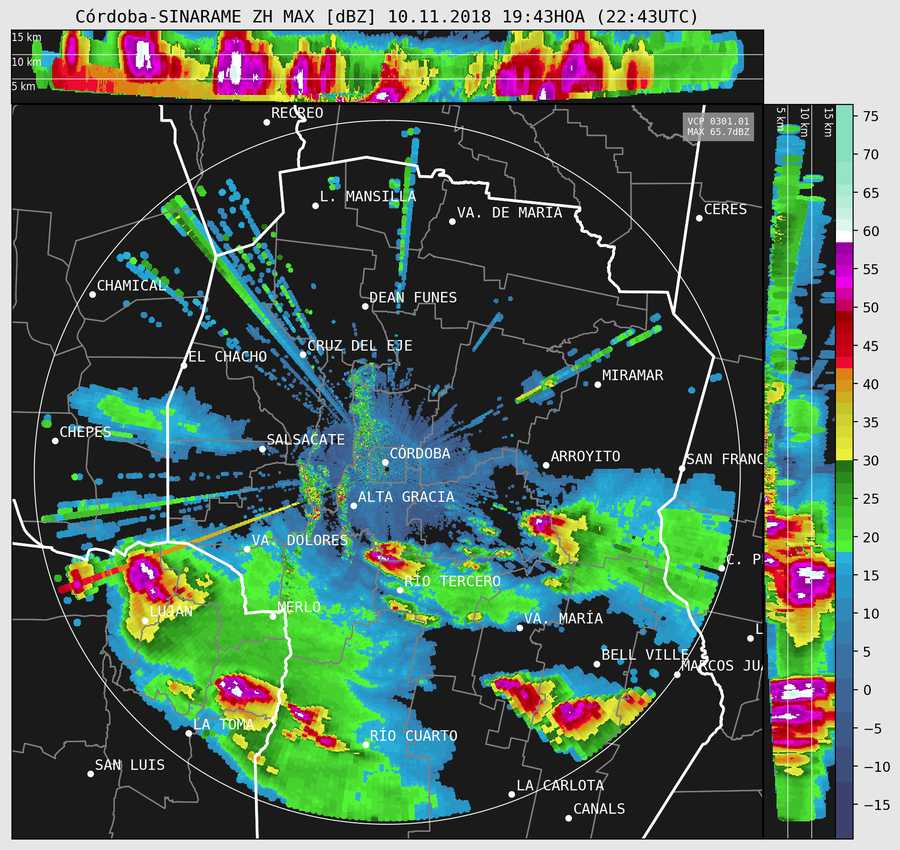 Córdoba-SINARAME ZH MAX [dBZ] 10.11.2018 19:43HOA (22:43UTC)
15 km
10 km
5 km
5 km
10 km
15 km
VCP 0301.01
MAX 65.7dBZ
RECREO
L. MANSILLA
VA. DE MARIA
CERES
CHAMICAL
DEAN FUNES
EL CHACHO
CRUZ DEL EJE
MIRAMAR
CHEPES
SALSACATE
CÓRDOBA
ARROYITO
SAN FRANC
ALTA GRACIA
VA. DOLORES
C. P
RÍO TERCERO
LUJAN
MERLO
VA. MARÍA
L
BELL VILLE
MARCOS JUA
LA TOMA
RÍO CUARTO
SAN LUIS
LA CARLOTA
CANALS
75
70
65
60
55
50
45
40
35
30
25
20
15
10
5
0
−5
−10
−15